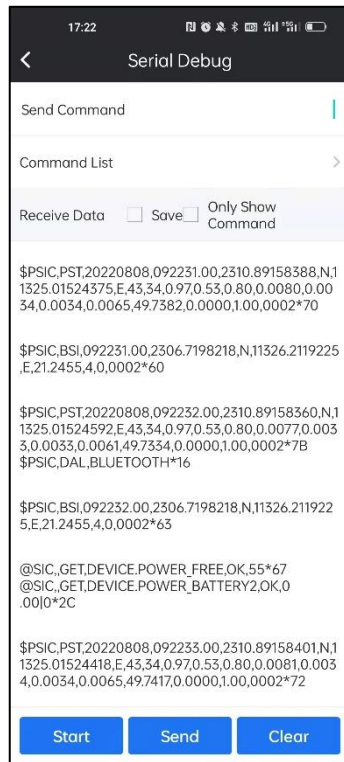 17:22
Serial Debug
Send Command
Command List
Receive Data Save Only Show
Command
$PSIC,PST,20220808,092231.00,2310.89158388,N,1
1325.01524375,E,43,34,0.97,0.53,0.80,0.0080,0.00
34,0.0034,0.0065,49.7382,0.0000,1.00,0002*70
$PSIC,BSI,092231.00,2306.7198218,N,11326.2119225
,E,21.2455,4,0,0002*60
$PSIC,PST,20220808,092232.00,2310.89158360,N,1
1325.01524592,E,43,34,0.97,0.53,0.80,0.0077,0.003
3,0.0033,0.0061,49.7334,0.0000,1.00,0002*7B
$PSIC,DAL,BLUETOOTH*16
$PSIC,BSI,092232.00,2306.7198218,N,11326.211922
5,E,21.2455,4,0,0002*63
@SIC,,GET,DEVICE.POWER_FREE,OK,55*67
@SIC,,GET,DEVICE.POWER_BATTERY2,OK,0
.00|0*2C
$PSIC,PST,20220808,092233.00,2310.89158401,N,1
1325.01524418,E,43,34,0.97,0.53,0.80,0.0081,0.003
4,0.0034,0.0065,49.7417,0.0000,1.00,0002*72
Start Send Clear